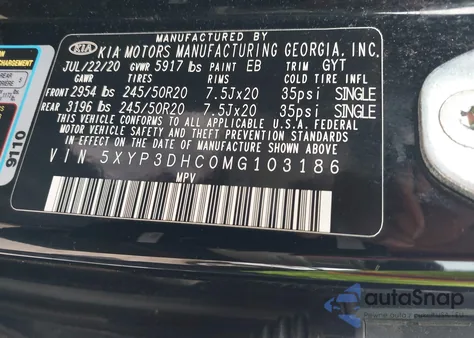 MANUFACTURED BY
KIA KIA MOTORS MANUFACTURING GEORGIA, INC.
JUL/22/20 GVWR 5917 lbs PAINT EB TRIM GYT
GAWR TIRES RIMS COLD TIRE INFL
FRONT 2954 lbs 245/50R20 7.5Jx20 35psi SINGLE
REAR 3196 lbs 245/50R20 7.5Jx20 35psi SINGLE
THIS VEHICLE CONFORMS TO ALL APPLICABLE U.S.A. FEDERAL
MOTOR VEHICLE SAFETY AND THEFT PREVENTION STANDARDS
IN EFFECT ON THE DATE OF MANUFACTURE SHOWN ABOVE
VIN 5XYP3DHC0MG103186
MPV
REAR 5
9110
autoSnap